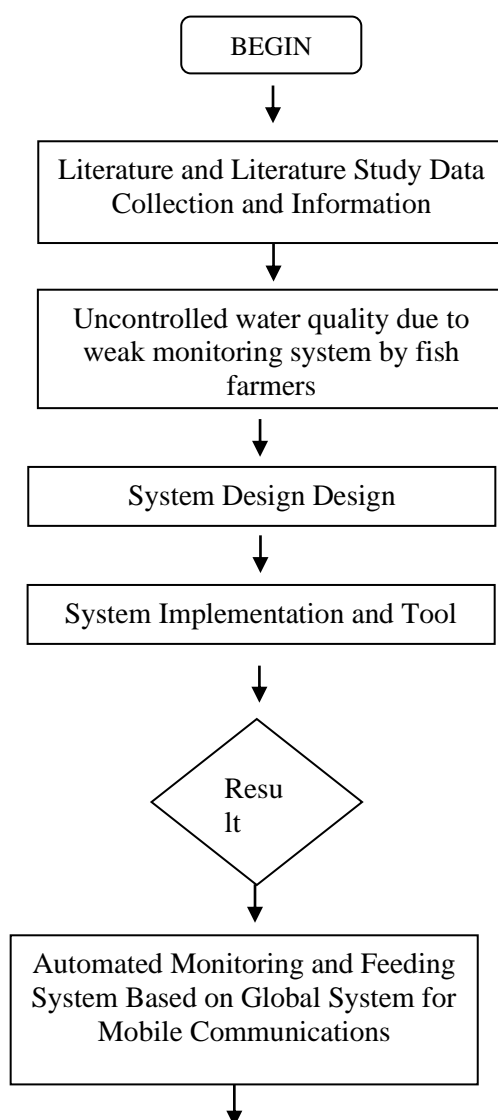 BEGIN
Literature and Literature Study Data
Collection and Information
Uncontrolled water quality due to
weak monitoring system by fish
farmers
System Design Design
System Implementation and Tool
Resu
lt
Automated Monitoring and Feeding
System Based on Global System for
Mobile Communications